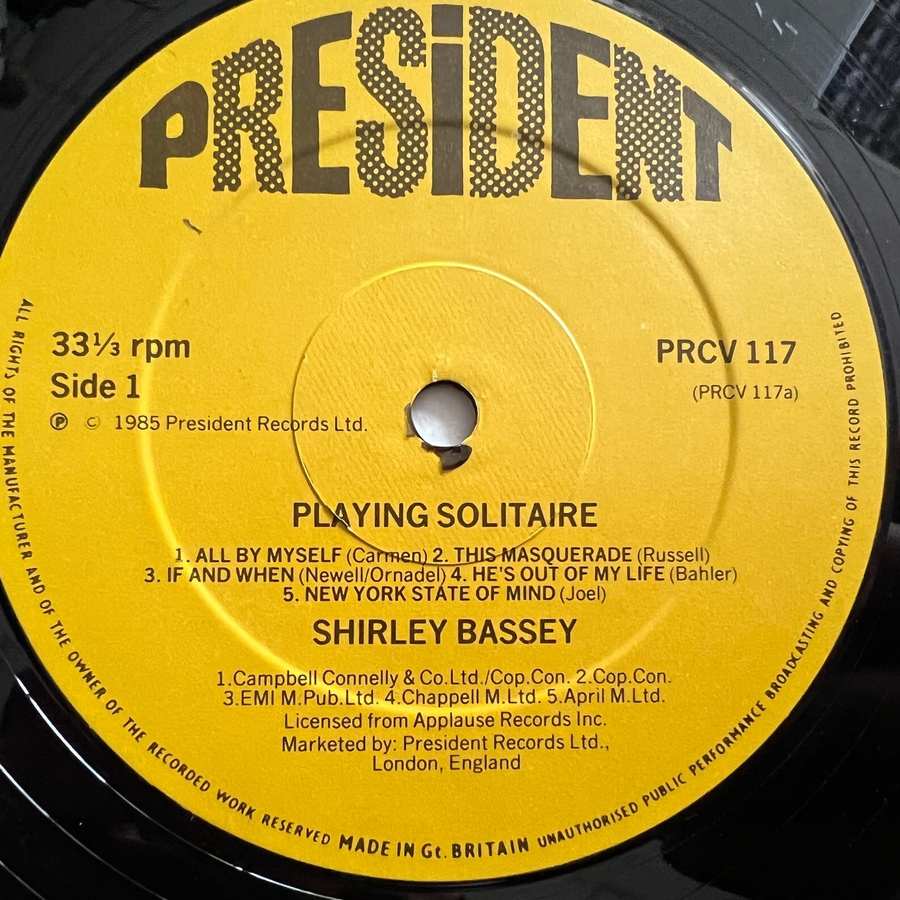 PRESiDENT
33⅓ rpm
Side 1
℗ © 1985 President Records Ltd.
PRCV 117
(PRCV 117a)
PLAYING SOLITAIRE
1. ALL BY MYSELF (Carmen) 2. THIS MASQUERADE (Russell)
3. IF AND WHEN (Newell/Ornadel) 4. HE'S OUT OF MY LIFE (Bahler)
5. NEW YORK STATE OF MIND (Joel)
SHIRLEY BASSEY
1.Campbell Connelly & Co.Ltd./Cop.Con. 2.Cop.Con.
3.EMI M.Pub.Ltd. 4.Chappell M.Ltd. 5.April M.Ltd.
Licensed from Applause Records Inc.
Marketed by: President Records Ltd.,
London, England
ALL RIGHTS OF THE MANUFACTURER AND OF THE OWNER OF THE RECORDED WORK RESERVED MADE IN Gt. BRITAIN UNAUTHORISED PUBLIC PERFORMANCE BROADCASTING AND COPYING OF THIS RECORD PROHIBITED